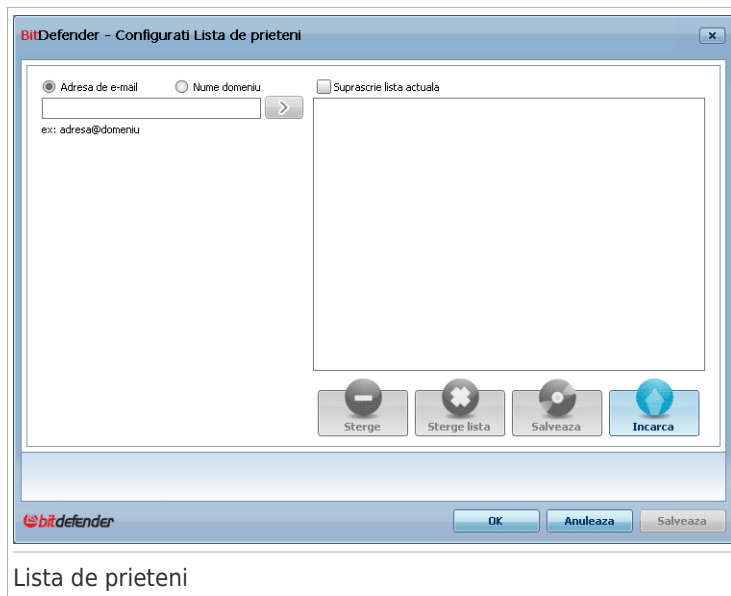 BitDefender - Configurati Lista de prieteni
Adresa de e-mail
Nume domeniu
Suprascrie lista actuala
ex: adresa@domeniu
Sterge
Sterge lista
Salveaza
Incarca
bitdefender
OK
Anuleaza
Salveaza
Lista de prieteni